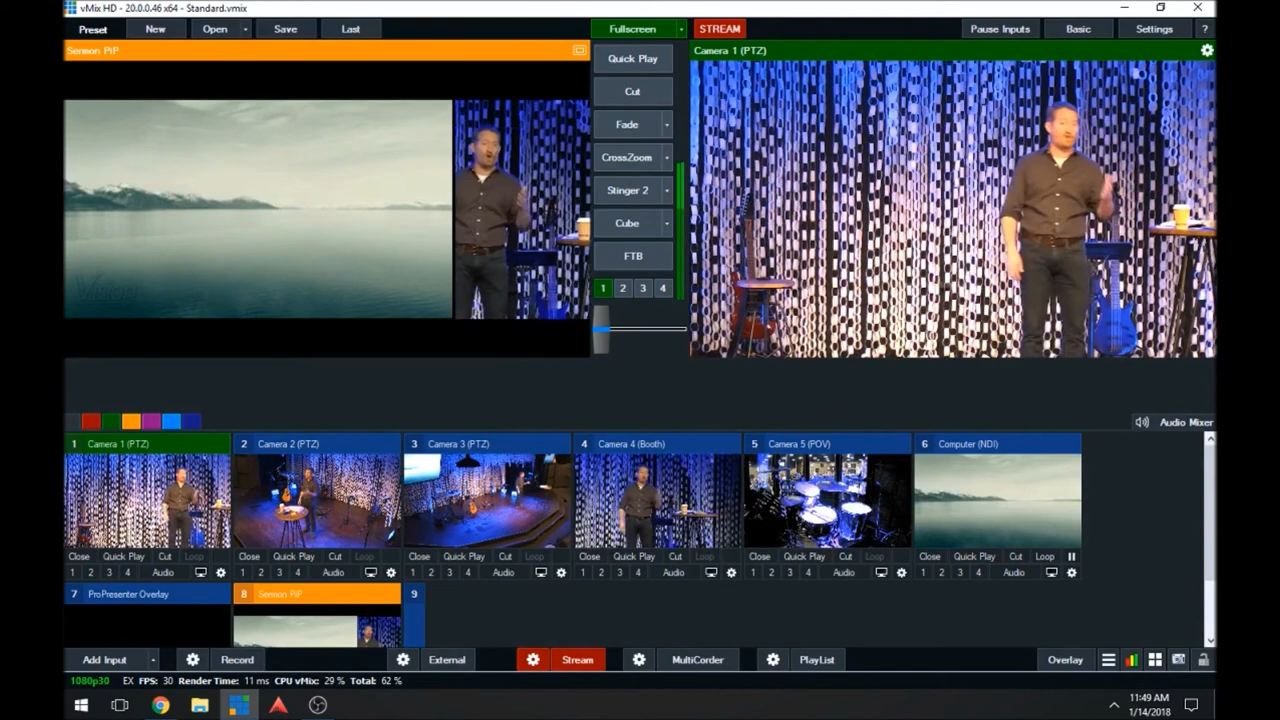 vMix HD - 20.0.0.46 x64 - Standard.vmix
Preset New Open Save Last Fullscreen STREAM Pause Inputs Basic Settings ?
Sermon PiP
Camera 1 (PTZ)
Quick Play
Cut
Fade
CrossZoom
Stinger 2
Cube
FTB
1 2 3 4
Audio Mixer
1 Camera 1 (PTZ) 2 Camera 2 (PTZ) 3 Camera 3 (PTZ) 4 Camera 4 (Booth) 5 Camera 5 (POV) 6 Computer (NDI)
Close Quick Play Cut Loop Close Quick Play Cut Loop Close Quick Play Cut Loop Close Quick Play Cut Loop Close Quick Play Cut Loop Close Quick Play Cut Loop
1 2 3 4 Audio 1 2 3 4 Audio 1 2 3 4 Audio 1 2 3 4 Audio 1 2 3 4 Audio 1 2 3 4 Audio
7 ProPresenter Overlay 8 Sermon PiP 9
Add Input Record External Stream MultiCorder PlayList Overlay
1080p30 EX FPS: 30 Render Time: 11 ms CPU vMix: 29 % Total: 62 %
11:49 AM
1/14/2018